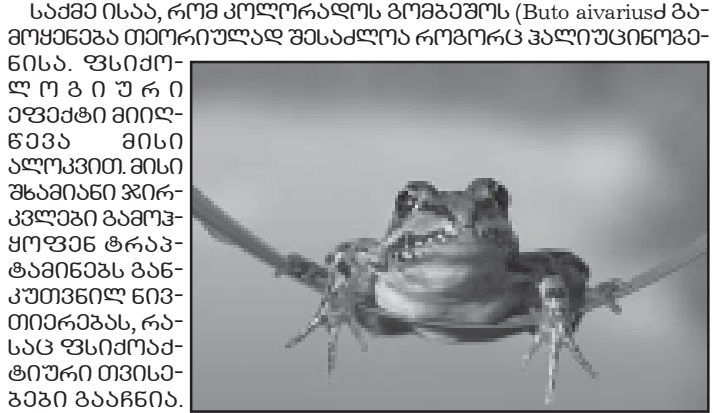 საქმე ისაა, რომ კოლორადოს გომბეშოს (Buto aivariusძ გა-
მოყენება თეორიულად შესაძლოა როგორც ჰალიუცინოგე-
ნისა. ფსიქო-
ლოგიური
ეფექტი მიიღ-
წევა მისი
ალოკვით. მისი
შხამიანი ჯირ-
კვლები გამოჰ-
ყოფენ ტრაპ-
ტამინებს გან-
კუთვნილ ნივ-
თიერებას, რა-
საც ფსიქოაქ-
ტიური თვისე-
ბები გააჩნია.